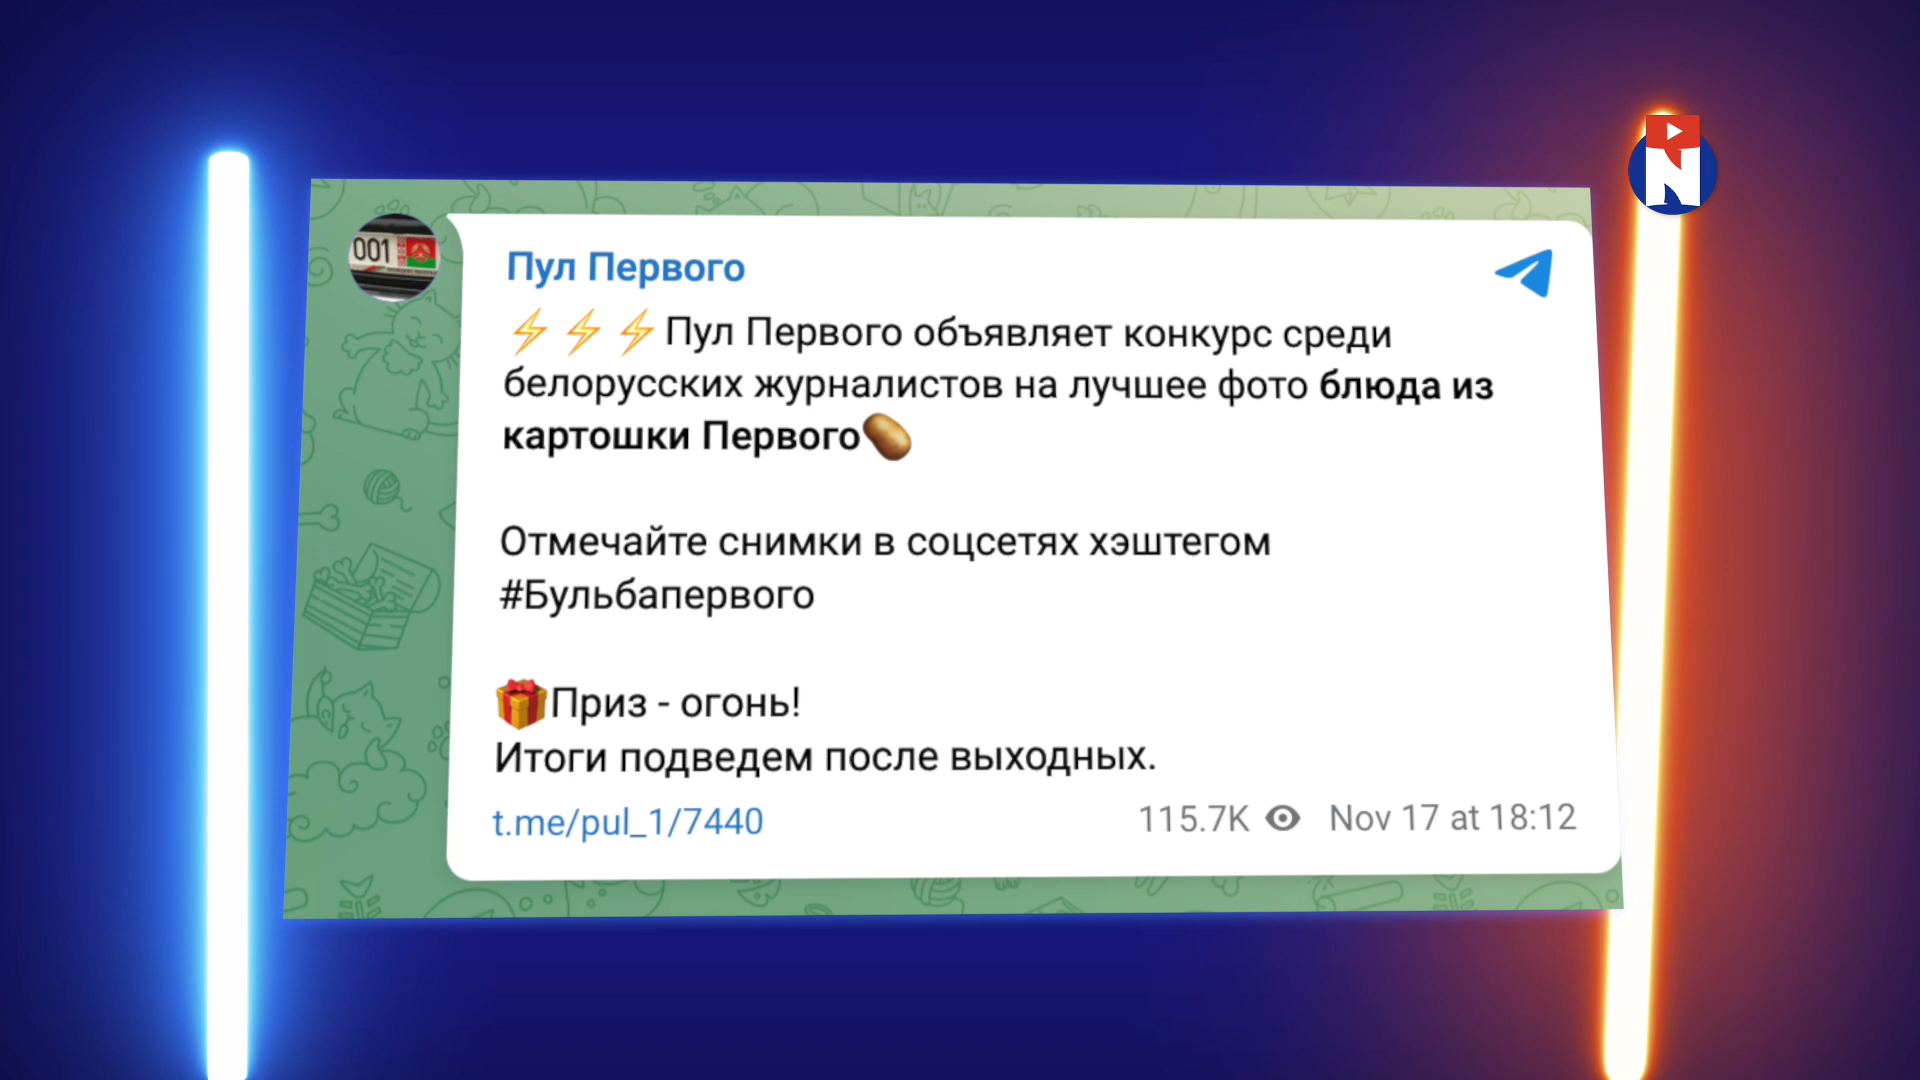 001
Пул Первого
⚡⚡⚡Пул Первого объявляет конкурс среди
белорусских журналистов на лучшее фото блюда из
картошки Первого🥔
Отмечайте снимки в соцсетях хэштегом
#Бульбапервого
🎁Приз - огонь!
Итоги подведем после выходных.
t.me/pul_1/7440
115.7K Nov 17 at 18:12
N